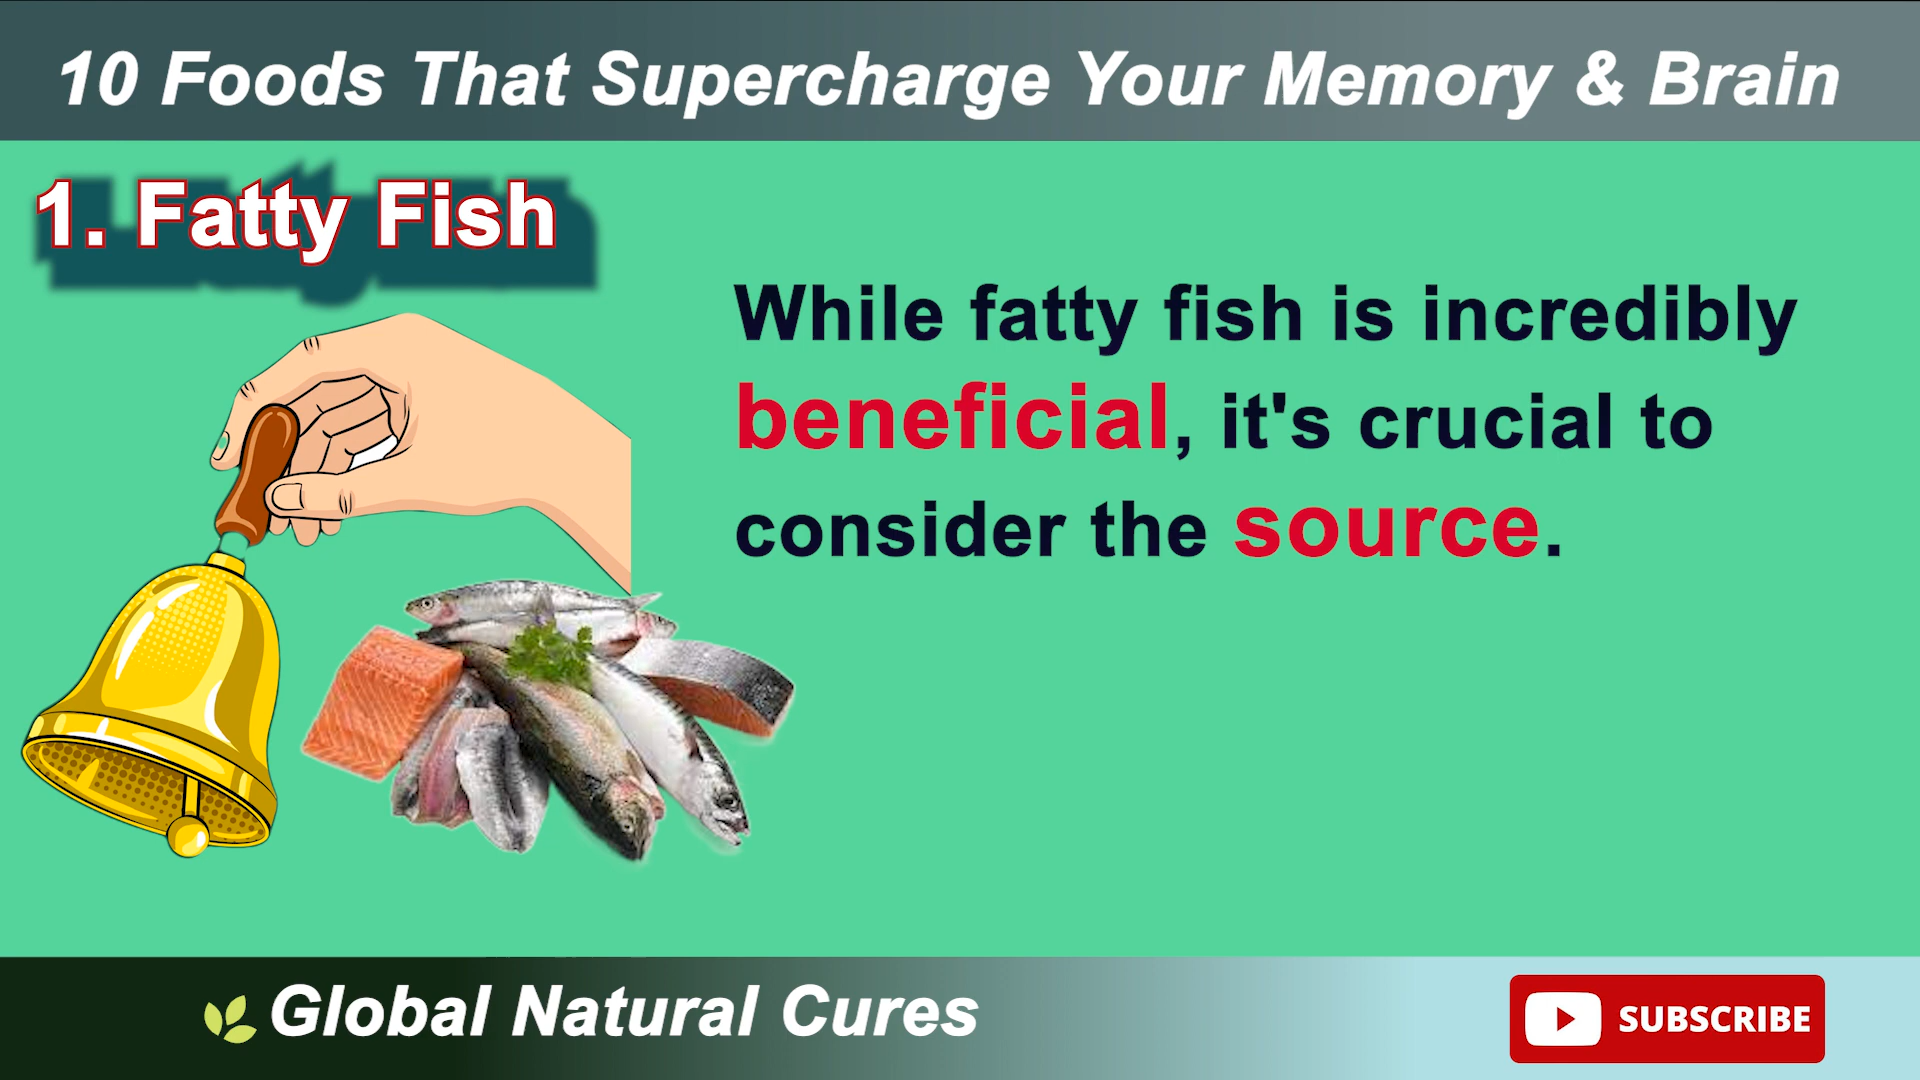 10 Foods That Supercharge Your Memory & Brain
1. Fatty Fish
While fatty fish is incredibly
beneficial, it's crucial to
consider the source.
Global Natural Cures
SUBSCRIBE